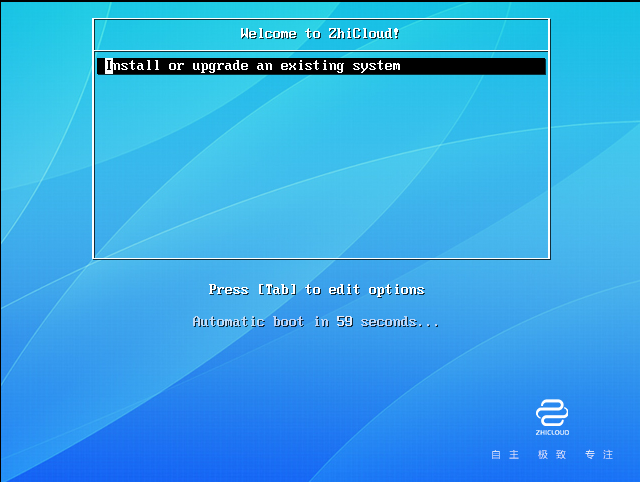 Welcome to ZhiCloud!
Install or upgrade an existing system
Press [Tab] to edit options
Automatic boot in 59 seconds...
ZHICLOUD
自主 极致 专注